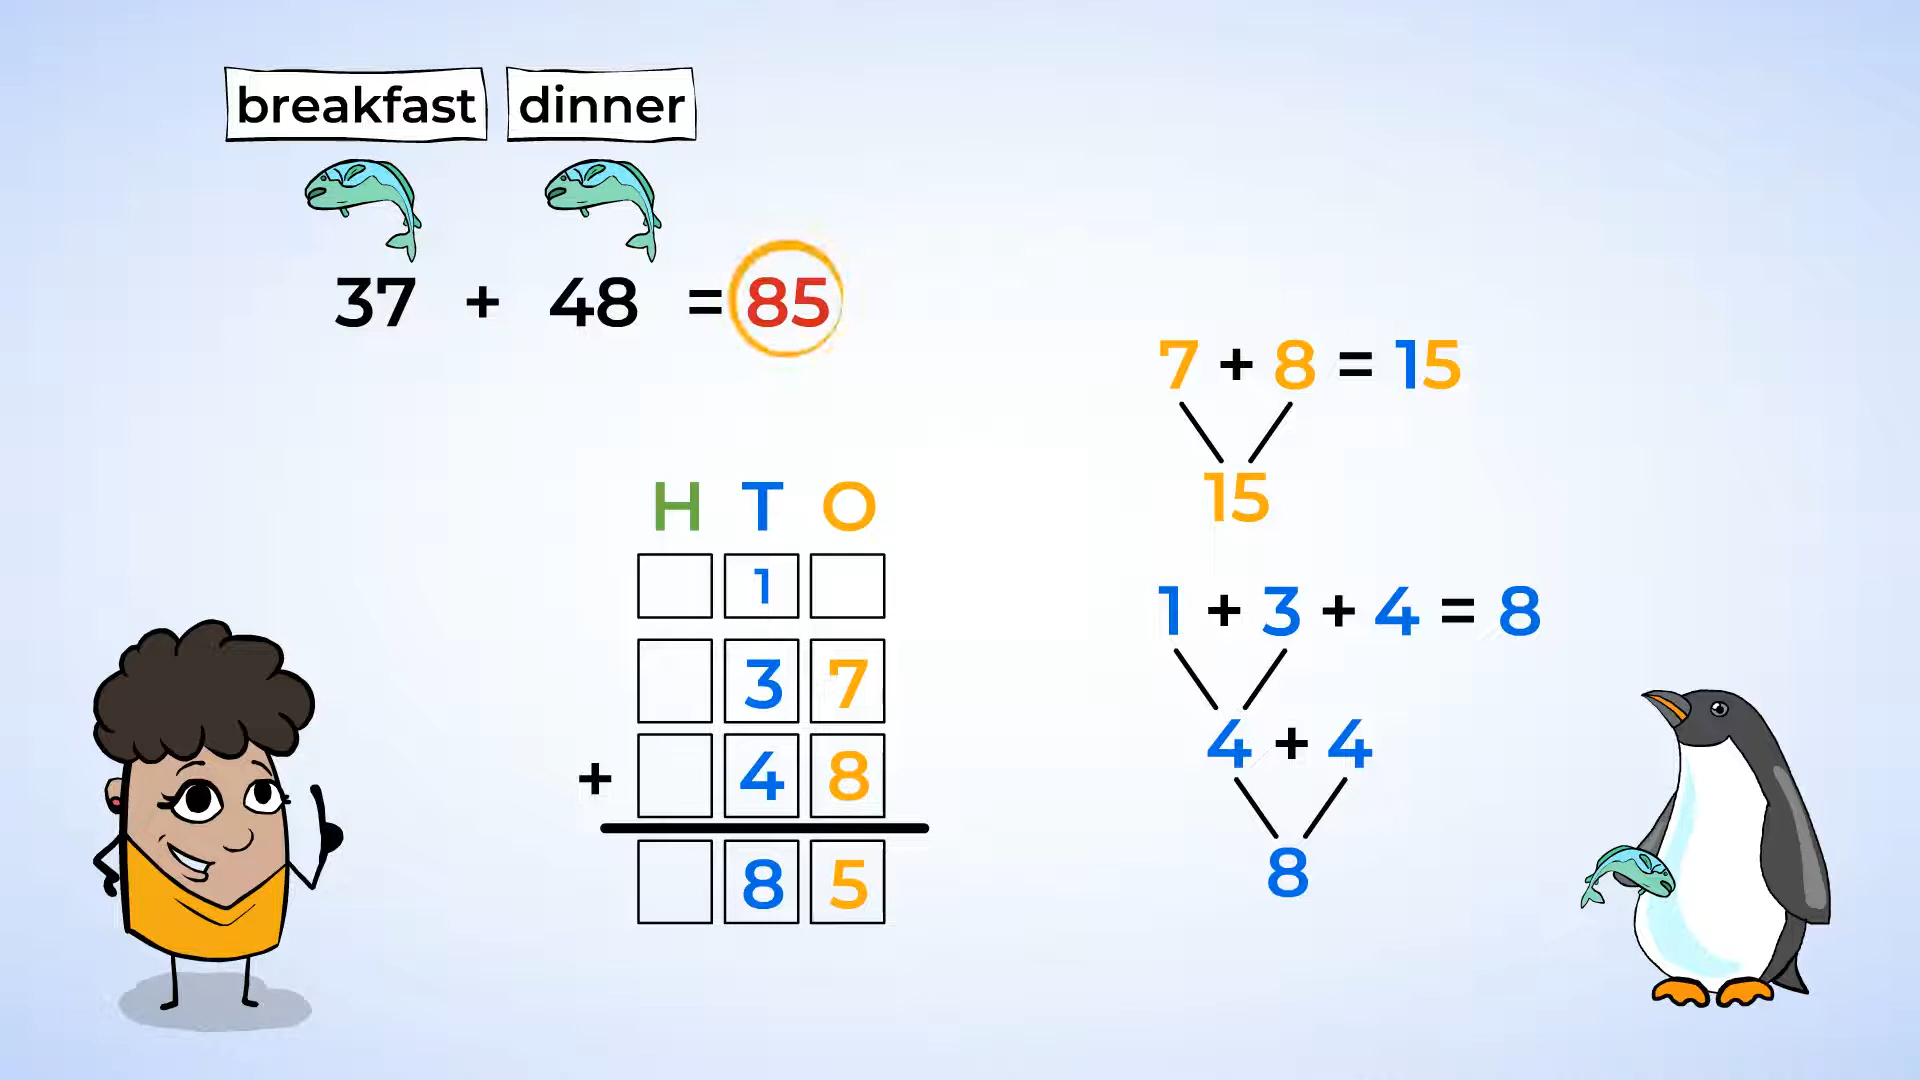 breakfast dinner
37 + 48 = 85
H T O
1
3 7
+ 4 8
8 5
7 + 8 = 15
15
1 + 3 + 4 = 8
4 + 4
8